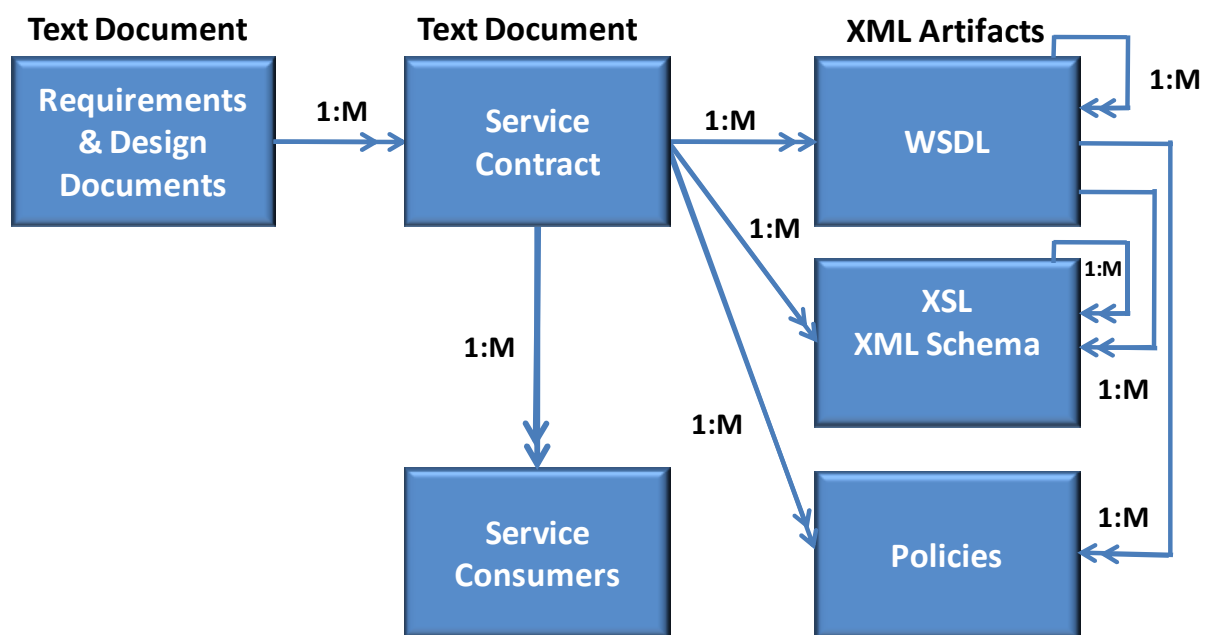 Text Document
Text Document
XML Artifacts
Requirements
& Design
Documents
1:M
Service
Contract
1:M
WSDL
1:M
1:M
XSL
XML Schema
1:M
1:M
1:M
1:M
Service
Consumers
Policies
1:M